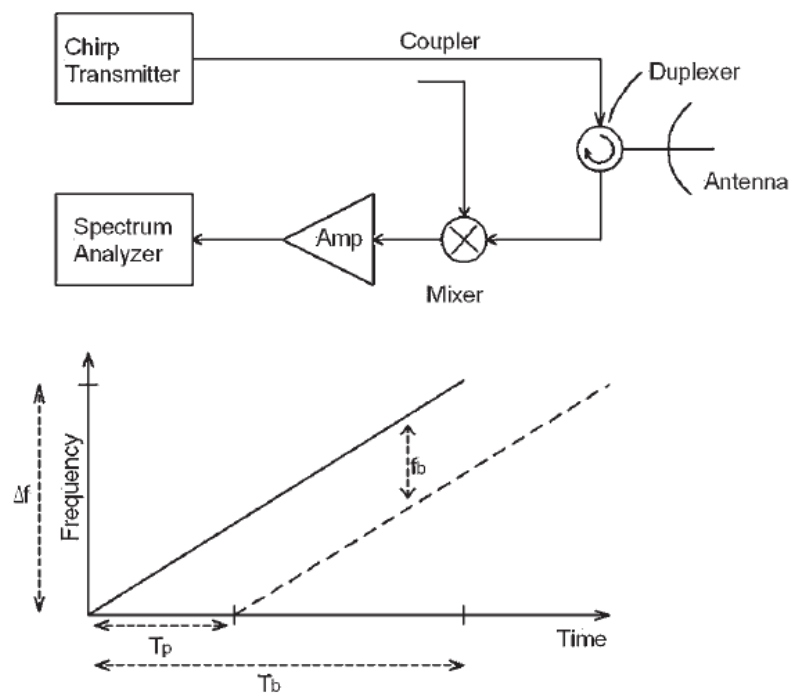 Chirp
Transmitter
Coupler
Duplexer
Antenna
Spectrum
Analyzer
Amp
Mixer
Δf
Frequency
fb
Tp
Time
Tb